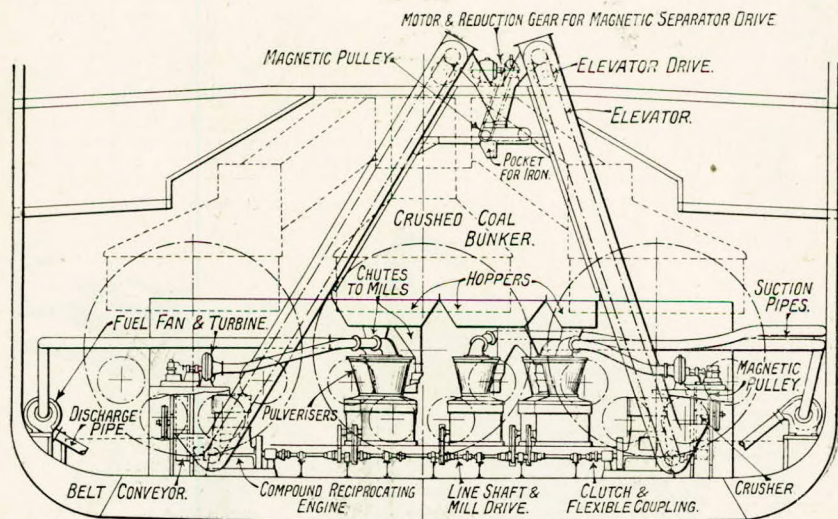 MOTOR & REDUCTION GEAR FOR MAGNETIC SEPARATOR DRIVE
MAGNETIC PULLEY.
ELEVATOR DRIVE.
ELEVATOR.
POCKET
FOR IRON.
CRUSHED COAL
BUNKER.
CHUTES
TO MILLS
HOPPERS
SUCTION
PIPES.
FUEL FAN & TURBINE.
MAGNETIC
PULLEY.
PULVERISERS
DISCHARGE
PIPE.
BELT CONVEYOR.
COMPOUND RECIPROCATING
ENGINE
LINE SHAFT &
MILL DRIVE.
CLUTCH &
FLEXIBLE COUPLING.
CRUSHER